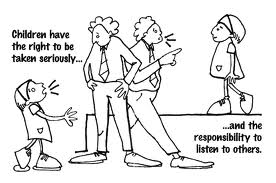 Children have
the right to be
taken seriously...
...and the
responsibility to
listen to others.